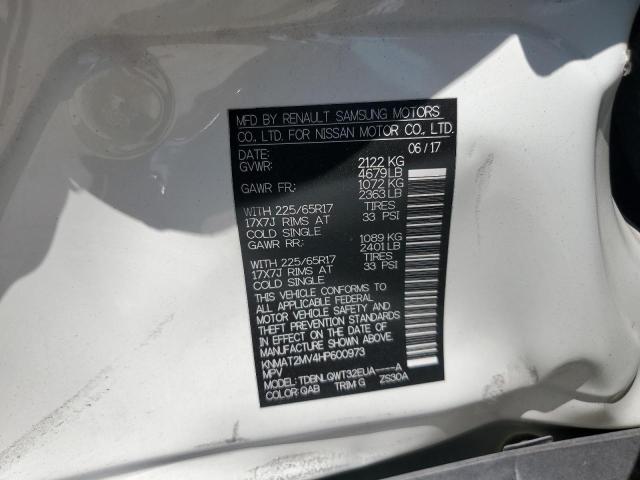 MFD BY RENAULT SAMSUNG MOTORS
CO., LTD. FOR NISSAN MOTOR CO., LTD.
DATE: 06/17
GVWR: 2122 KG
4679 LB
GAWR FR: 1072 KG
2363 LB
WITH 225/65R17 TIRES
17X7J RIMS AT 33 PSI
COLD SINGLE
GAWR RR: 1089 KG
2401 LB
WITH 225/65R17 TIRES
17X7J RIMS AT 33 PSI
COLD SINGLE
THIS VEHICLE CONFORMS TO
ALL APPLICABLE FEDERAL
MOTOR VEHICLE SAFETY AND
THEFT PREVENTION STANDARDS
IN EFFECT ON THE DATE OF
MANUFACTURE SHOWN ABOVE.
KNMAT2MV4HP600973
MPV
MODEL: TDBNLQWT32EUA----A
COLOR: QAB TRIM G ZS30A